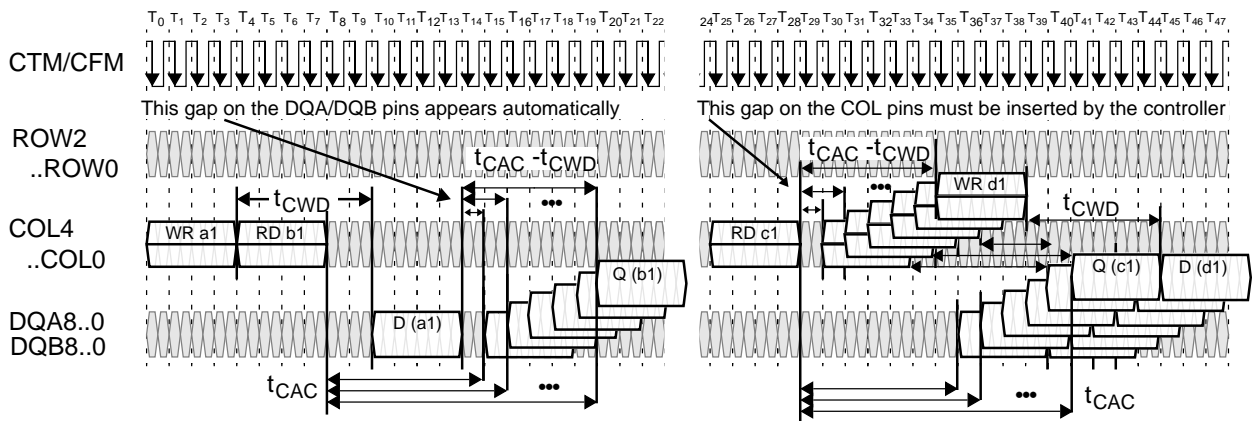 T0 T1 T2 T3 T4 T5 T6 T7 T8 T9 T10 T11 T12 T13 T14 T15 T16 T17 T18 T19 T20 T21 T22
24 T25 T26 T27 T28 T29 T30 T31 T32 T33 T34 T35 T36 T37 T38 T39 T40 T41 T42 T43 T44 T45 T46 T47
CTM/CFM
This gap on the DQA/DQB pins appears automatically
This gap on the COL pins must be inserted by the controller
ROW2
..ROW0
tCAC -tCWD
•••
tCAC -tCWD
•••
WR d1
COL4
..COL0
WR a1
tCWD
RD b1
RD c1
tCWD
DQA8..0
DQB8..0
D (a1)
Q (b1)
Q (c1)
D (d1)
tCAC
•••
•••
tCAC